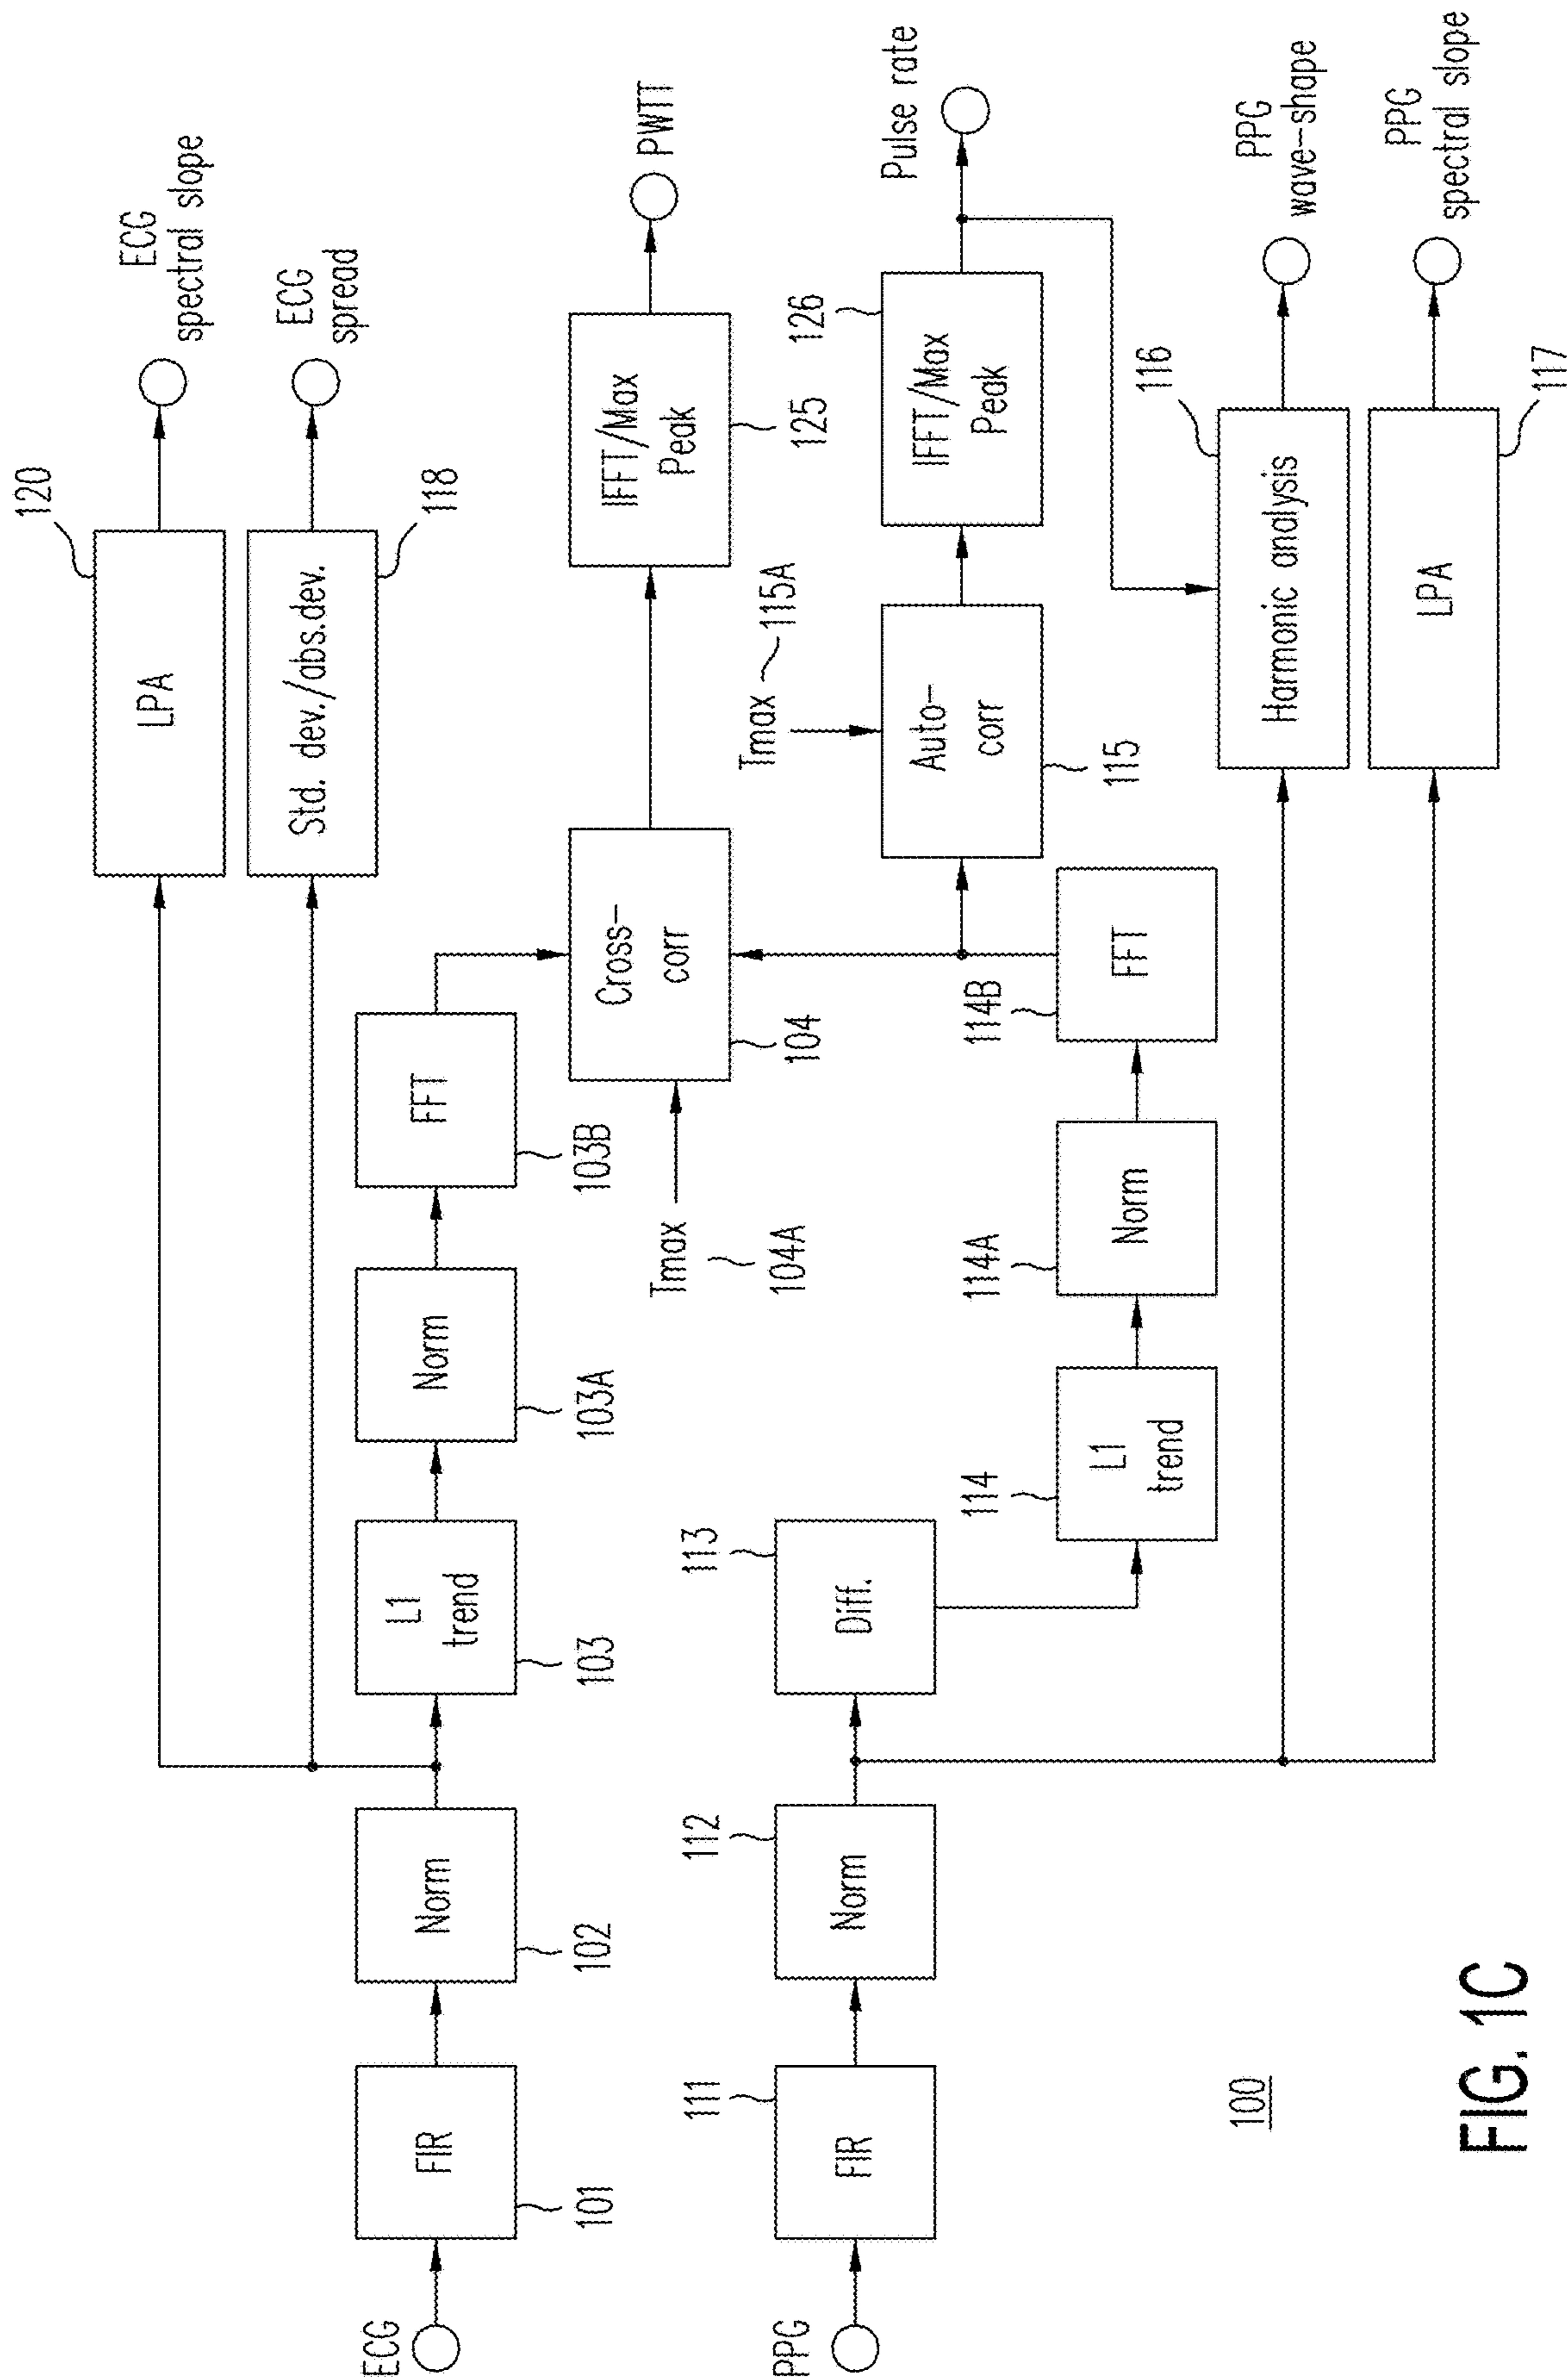 ECG
spectral slope
120
LPA
ECG
spread
Std. dev./abs.dev.
118
ECG
FIR
101
Norm
102
L1
trend
103
Norm
103A
FFT
103B
Cross-
corr
104
Tmax
104A
IFFT/Max
Peak
125
PWTT
PPG
FIR
111
Norm
112
Diff.
113
L1
trend
114
Norm
114A
FFT
114B
Tmax
115A
Auto-
corr
115
IFFT/Max
Peak
126
Pulse rate
Harmonic analysis
116
PPG
wave-shape
LPA
117
PPG
spectral slope
100
FIG. 1C